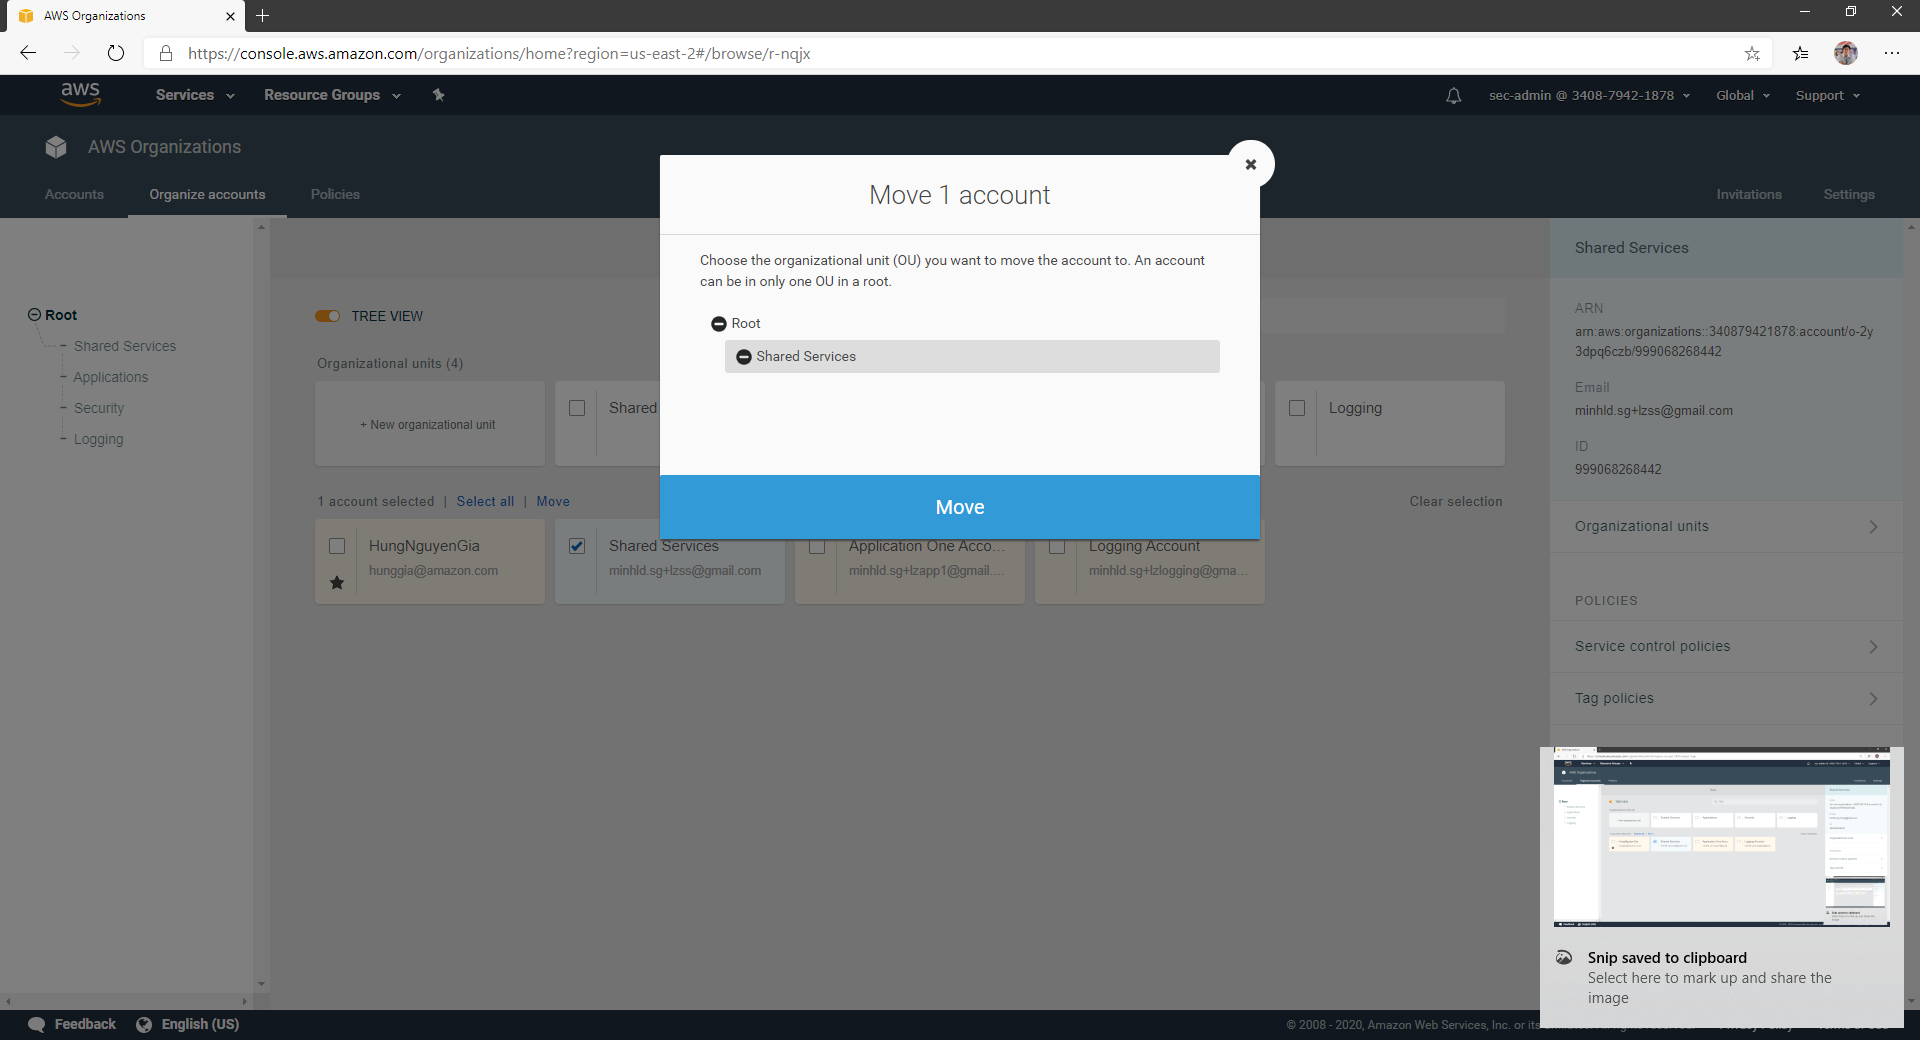 AWS Organizations
https://console.aws.amazon.com/organizations/home?region=us-east-2#/browse/r-nqjx
aws
Services
Resource Groups
sec-admin @ 3408-7942-1878
Global
Support
AWS Organizations
Accounts
Organize accounts
Policies
Invitations
Settings
Root
Shared Services
Applications
Security
Logging
TREE VIEW
Organizational units (4)
+ New organizational unit
Shared
Logging
1 account selected | Select all | Move
Clear selection
HungNguyenGia
hunggia@amazon.com
Shared Services
minhld.sg+lzss@gmail.com
Application One Acco...
minhld.sg+lzapp1@gmail....
Logging Account
minhld.sg+lzlogging@gma...
Move 1 account
Choose the organizational unit (OU) you want to move the account to. An account
can be in only one OU in a root.
Root
Shared Services
Move
Shared Services
ARN
arn:aws:organizations::340879421878:account/o-2y
3dpq6czb/999068268442
Email
minhld.sg+lzss@gmail.com
ID
999068268442
Organizational units
POLICIES
Service control policies
Tag policies
Snip saved to clipboard
Select here to mark up and share the
image
Feedback
English (US)
© 2008 - 2020, Amazon Web Services, Inc. or its